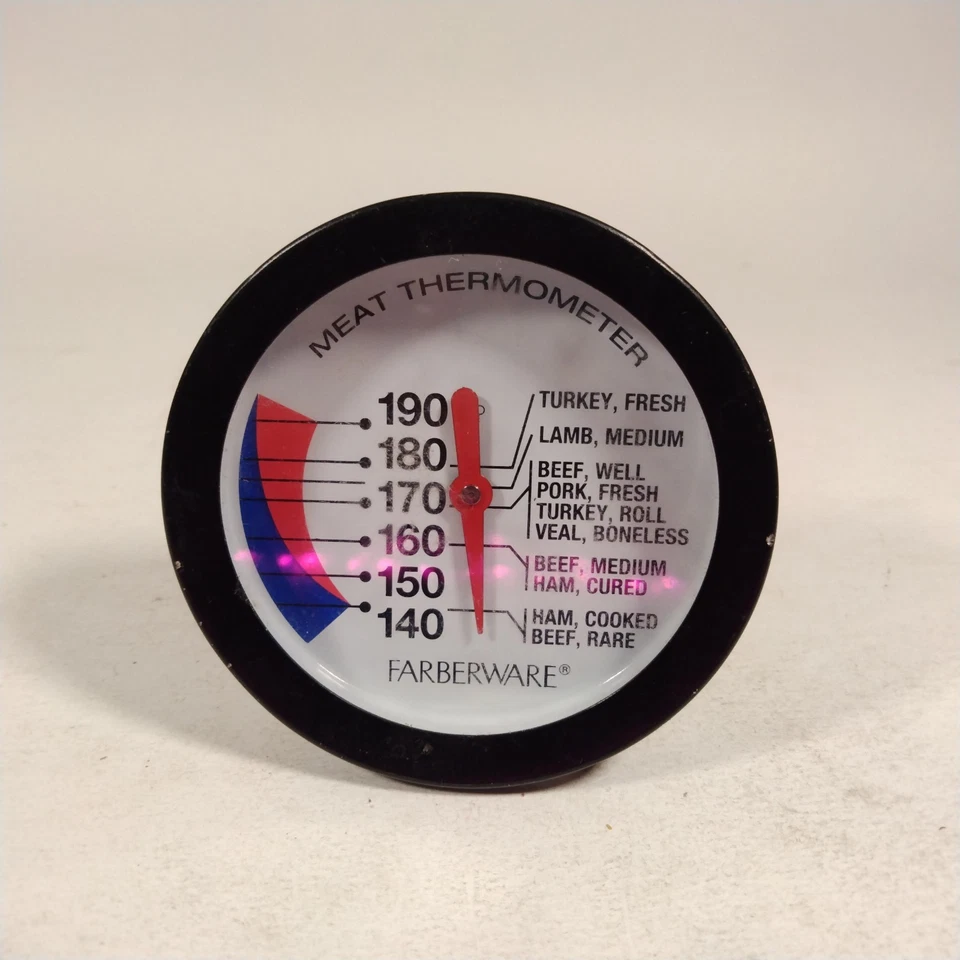 MEAT THERMOMETER
190
180
170
160
150
140
TURKEY, FRESH
LAMB, MEDIUM
BEEF, WELL
PORK, FRESH
TURKEY, ROLL
VEAL, BONELESS
BEEF, MEDIUM
HAM, CURED
HAM, COOKED
BEEF, RARE
FARBERWARE®